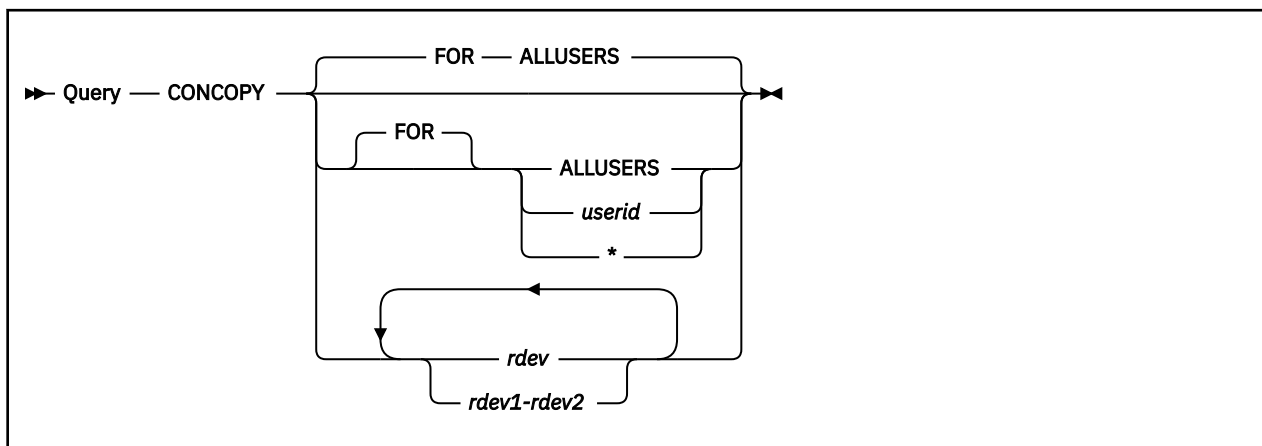 FOR ALLUSERS
Query CONCOPY
FOR
ALLUSERS
userid
*
rdev
rdev1-rdev2